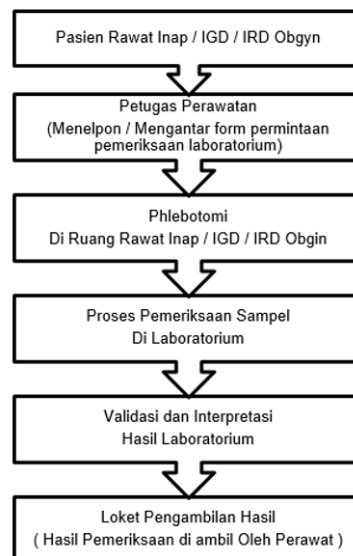 Pasien Rawat Inap / IGD / IRD Obgyn
Petugas Perawatan
(Menelpon / Mengantar form permintaan
pemeriksaan laboratorium)
Phlebotomi
Di Ruang Rawat Inap / IGD / IRD Obgin
Proses Pemeriksaan Sampel
Di Laboratorium
Validasi dan Interpretasi
Hasil Laboratorium
Loket Pengambilan Hasil
( Hasil Pemeriksaan di ambil Oleh Perawat )